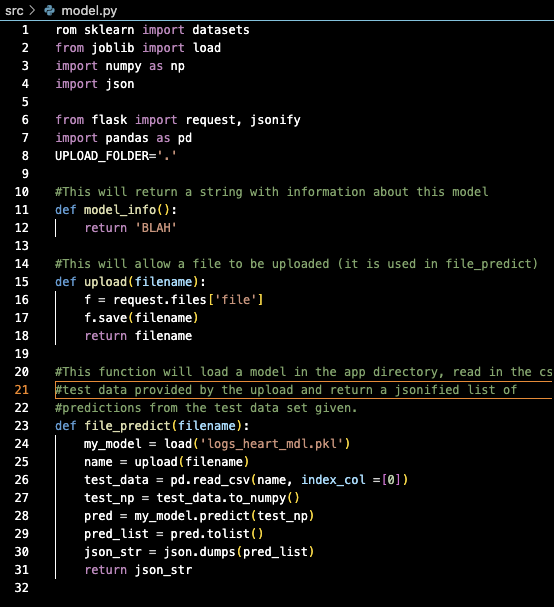 src > model.py
1 rom sklearn import datasets
2 from joblib import load
3 import numpy as np
4 import json
5
6 from flask import request, jsonify
7 import pandas as pd
8 UPLOAD_FOLDER='.'
9
10 #This will return a string with information about this model
11 def model_info():
12     return 'BLAH'
13
14 #This will allow a file to be uploaded (it is used in file_predict)
15 def upload(filename):
16     f = request.files['file']
17     f.save(filename)
18     return filename
19
20 #This function will load a model in the app directory, read in the cs
21 #test data provided by the upload and return a jsonified list of
22 #predictions from the test data set given.
23 def file_predict(filename):
24     my_model = load('logs_heart_mdl.pkl')
25     name = upload(filename)
26     test_data = pd.read_csv(name, index_col =[0])
27     test_np = test_data.to_numpy()
28     pred = my_model.predict(test_np)
29     pred_list = pred.tolist()
30     json_str = json.dumps(pred_list)
31     return json_str
32